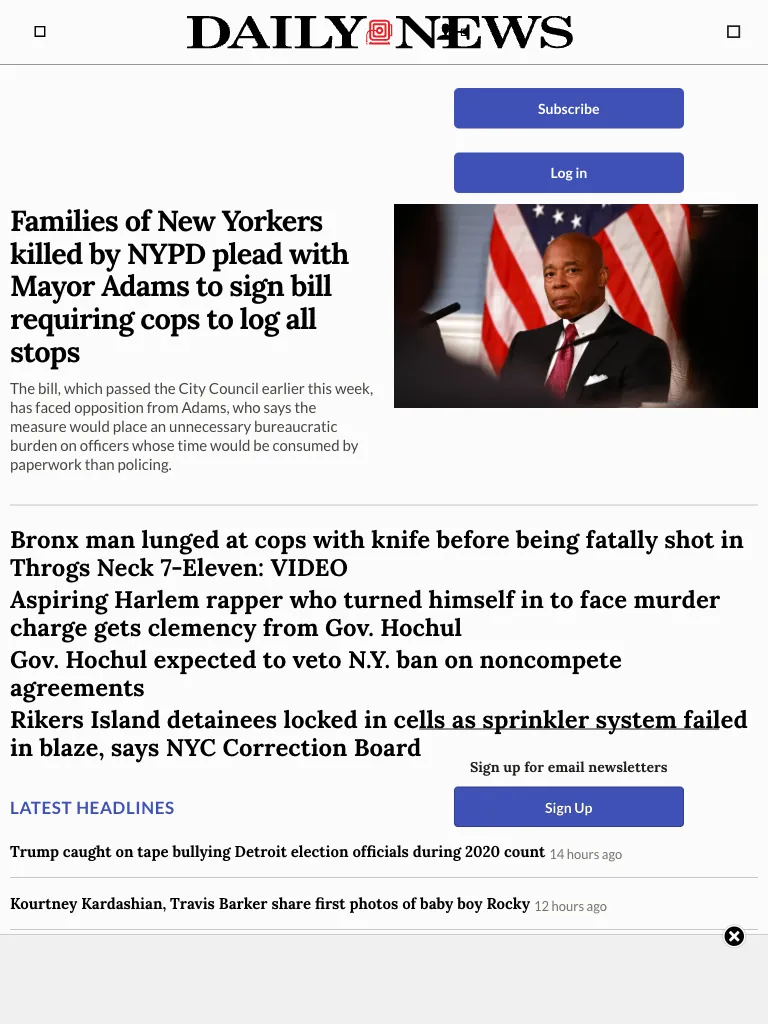 DAILY NEWS
Subscribe
Log in
Families of New Yorkers
killed by NYPD plead with
Mayor Adams to sign bill
requiring cops to log all
stops
The bill, which passed the City Council earlier this week,
has faced opposition from Adams, who says the
measure would place an unnecessary bureaucratic
burden on officers whose time would be consumed by
paperwork than policing.
Bronx man lunged at cops with knife before being fatally shot in
Throgs Neck 7-Eleven: VIDEO
Aspiring Harlem rapper who turned himself in to face murder
charge gets clemency from Gov. Hochul
Gov. Hochul expected to veto N.Y. ban on noncompete
agreements
Rikers Island detainees locked in cells as sprinkler system failed
in blaze, says NYC Correction Board
Sign up for email newsletters
Sign Up
LATEST HEADLINES
Trump caught on tape bullying Detroit election officials during 2020 count 14 hours ago
Kourtney Kardashian, Travis Barker share first photos of baby boy Rocky 12 hours ago